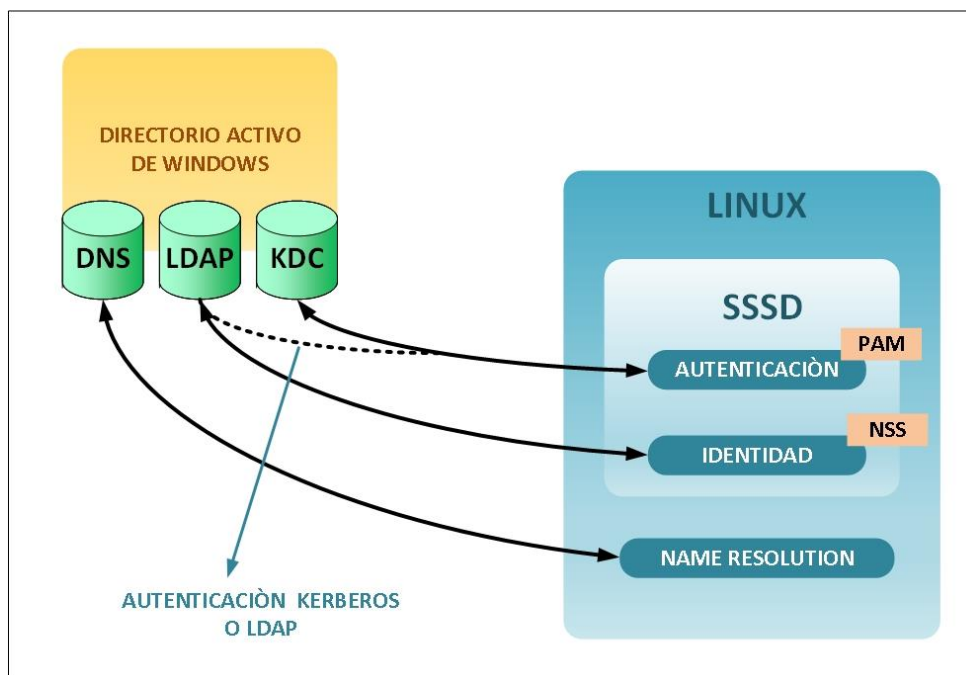 DIRECTORIO ACTIVO
DE WINDOWS
DNS
LDAP
KDC
LINUX
SSSD
PAM
AUTENTICACIÒN
NSS
IDENTIDAD
NAME RESOLUTION
AUTENTICACIÒN KERBEROS
O LDAP